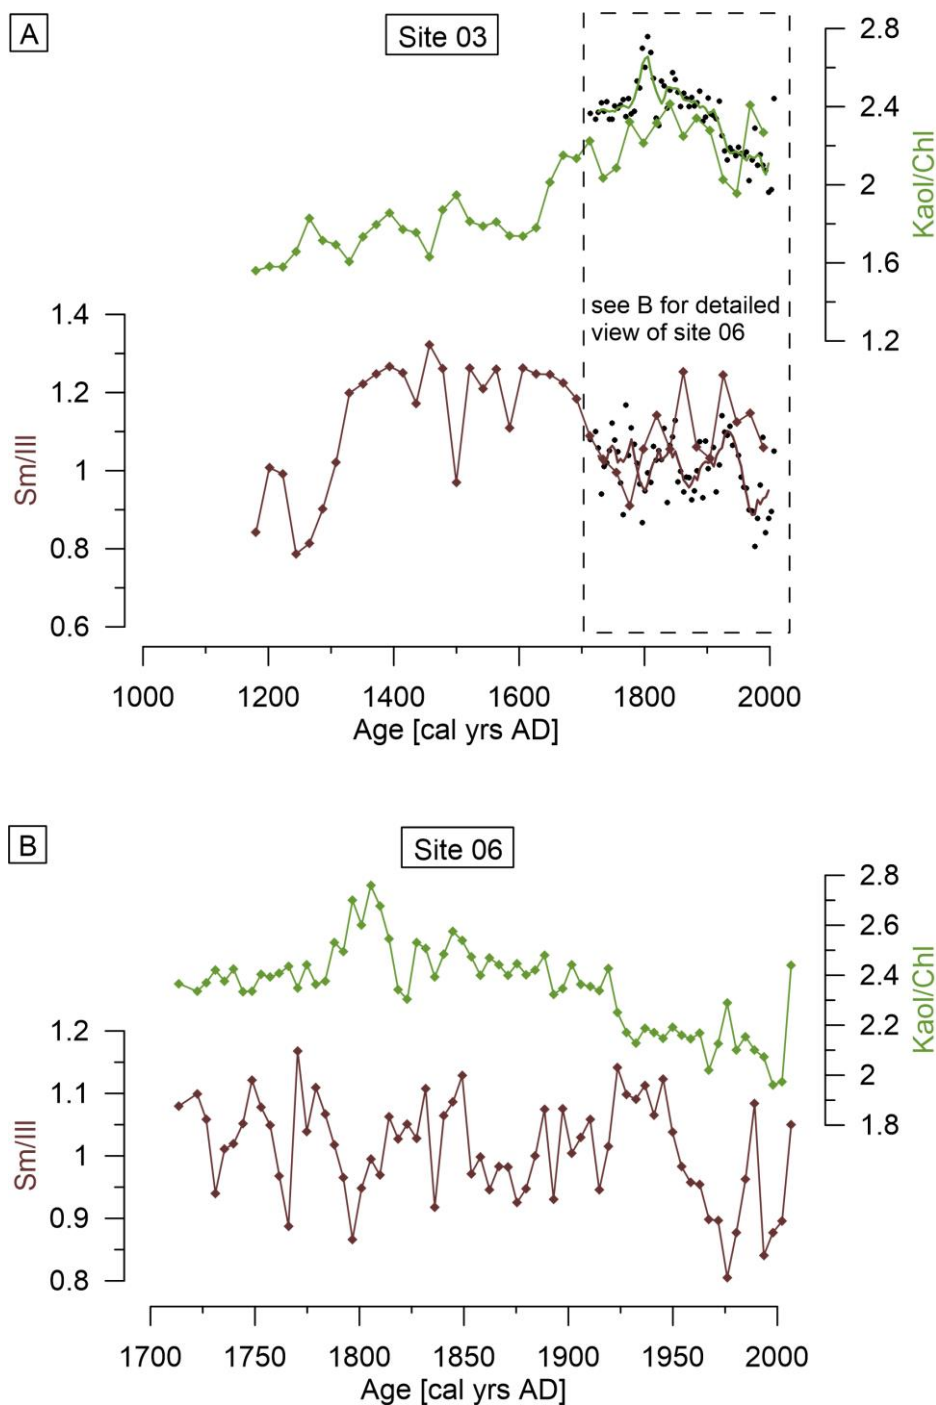 A
Site 03
2.8
2.4
2
1.6
1.2
Kaol/Chl
see B for detailed
view of site 06
1.4
1.2
1
0.8
0.6
Sm/Ill
1000
1200
1400
1600
1800
2000
Age [cal yrs AD]
B
Site 06
2.8
2.6
2.4
2.2
2
1.8
Kaol/Chl
1.2
1.1
1
0.9
0.8
Sm/Ill
1700
1750
1800
1850
1900
1950
2000
Age [cal yrs AD]